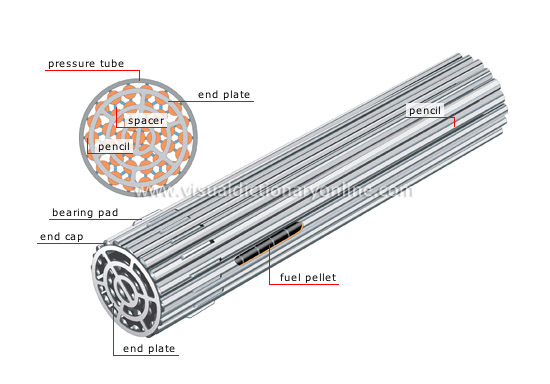 pressure tube
end plate
pencil
spacer
pencil
www.visualdictionaryonline.com
bearing pad
end cap
fuel pellet
end plate